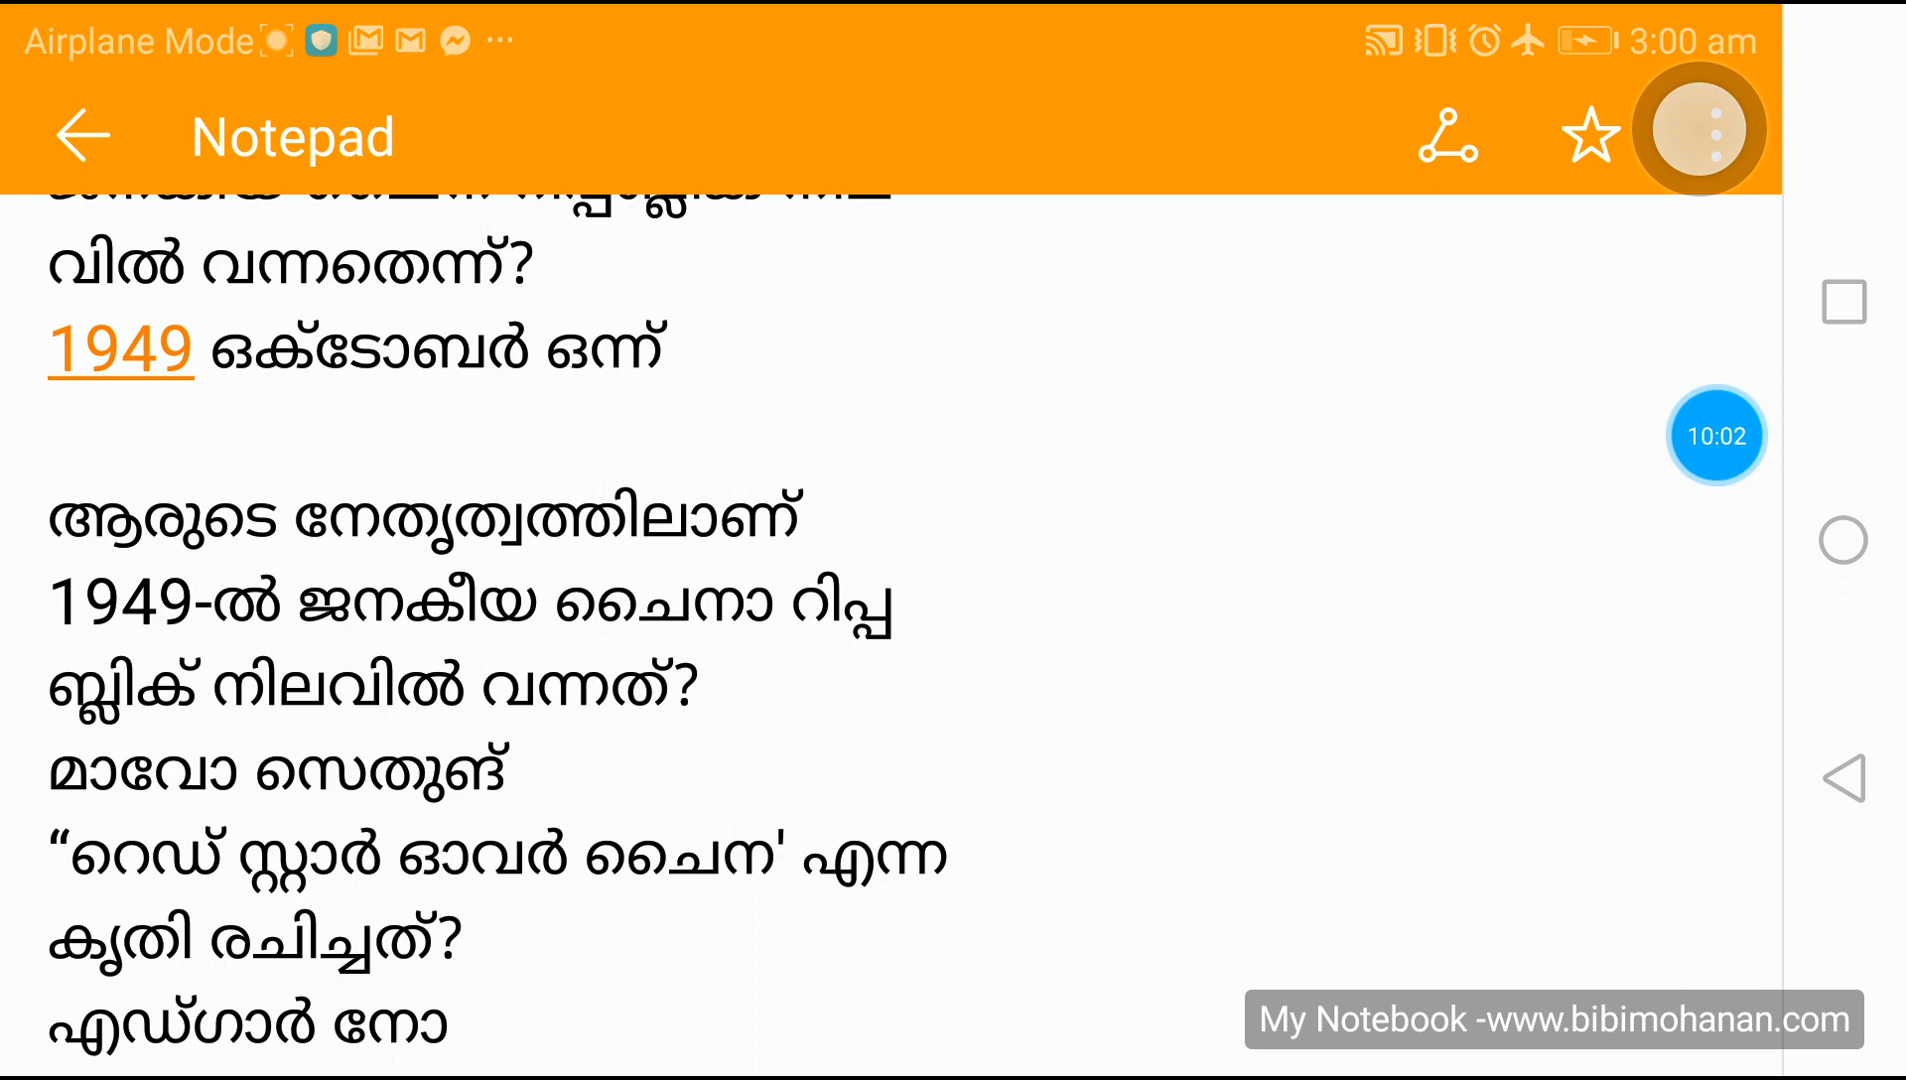 Airplane Mode
3:00 am
Notepad
വിൽ വന്നതെന്ന്?
1949 ഒക്ടോബർ ഒന്ന്
10:02
ആരുടെ നേതൃത്വത്തിലാണ്
1949-ൽ ജനകീയ ചൈനാ റിപ്പ
ബ്ലിക് നിലവിൽ വന്നത്?
മാവോ സെതുങ്
“റെഡ് സ്റ്റാർ ഓവർ ചൈന' എന്ന
കൃതി രചിച്ചത്?
എഡ്ഗാർ നോ
My Notebook -www.bibimohanan.com